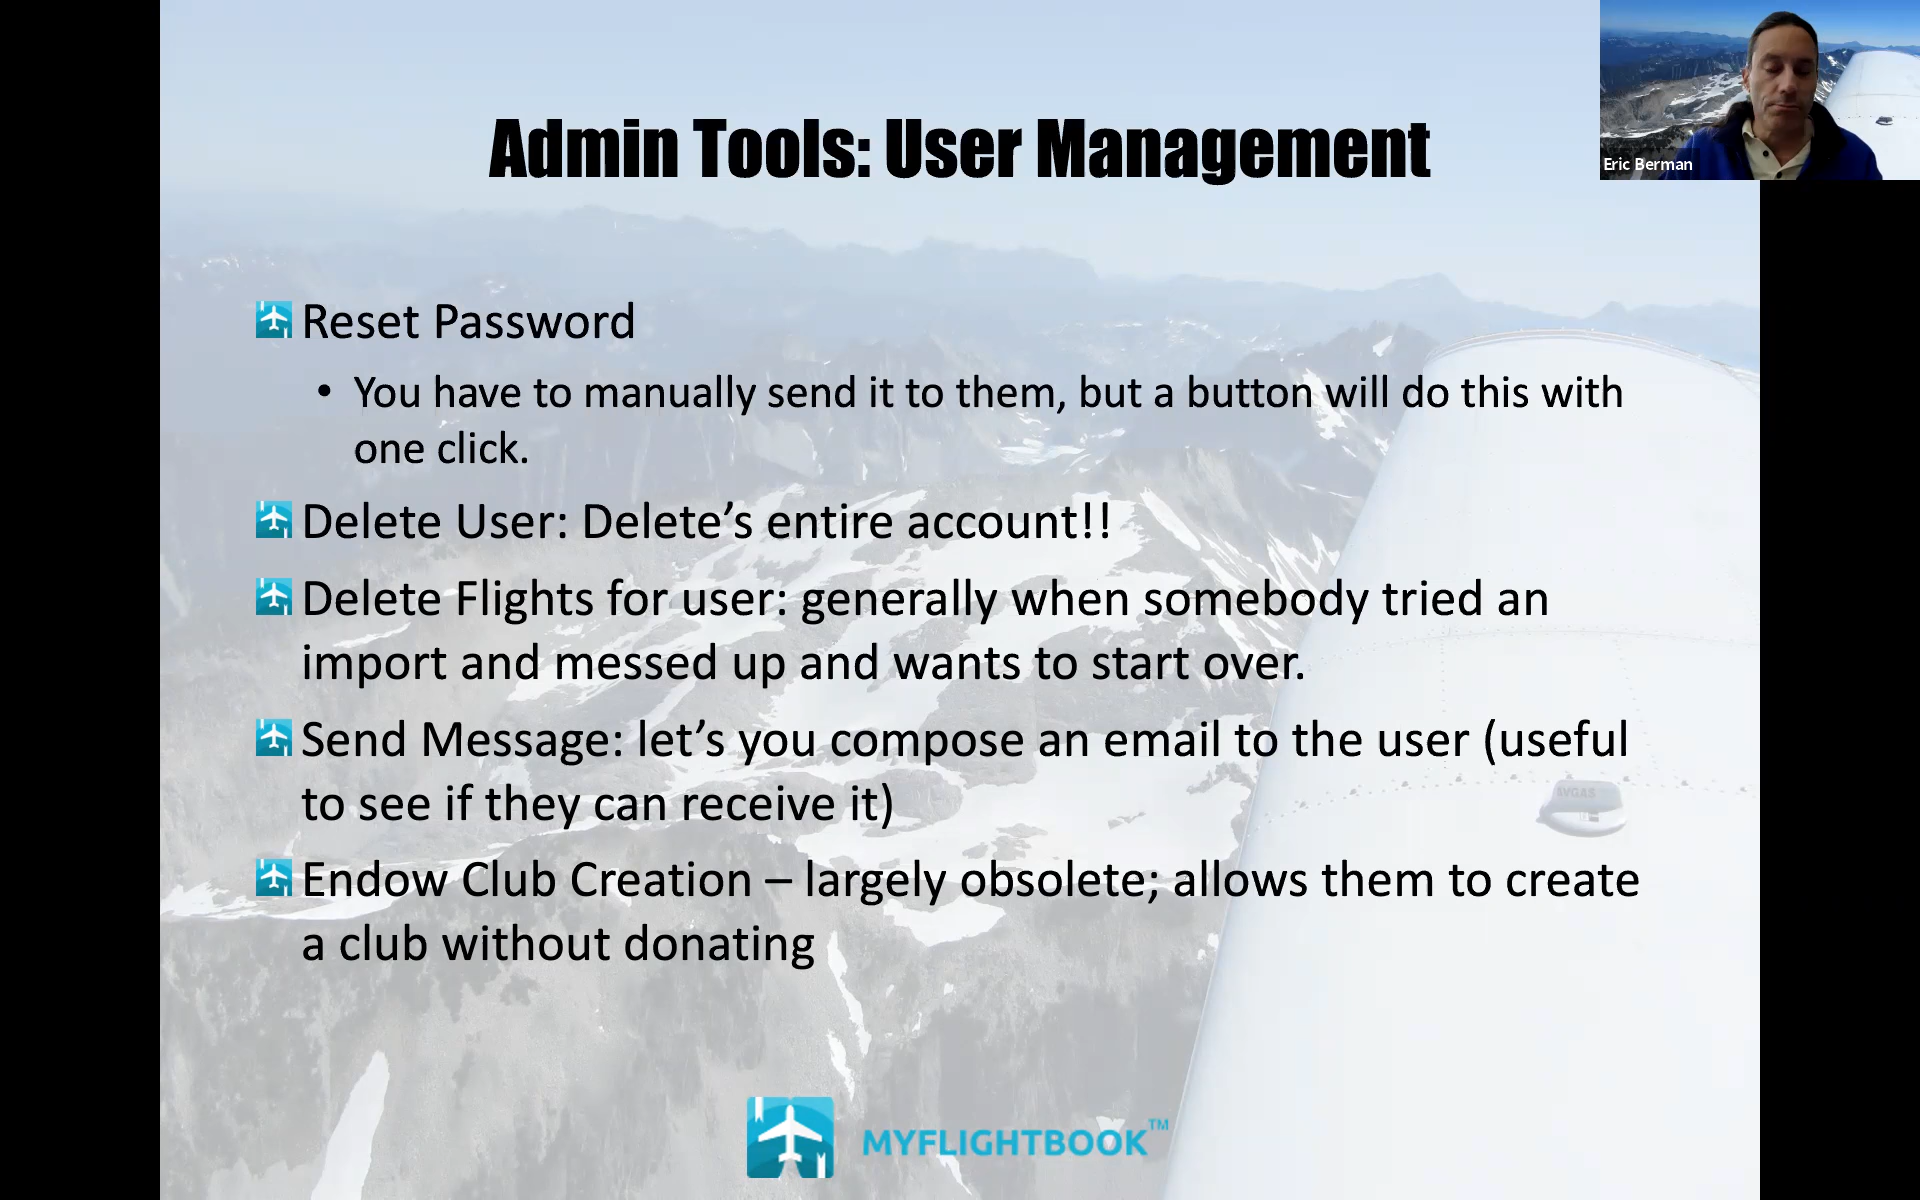 Admin Tools: User Management
Eric Berman
Reset Password
• You have to manually send it to them, but a button will do this with
one click.
Delete User: Delete’s entire account!!
Delete Flights for user: generally when somebody tried an
import and messed up and wants to start over.
Send Message: let’s you compose an email to the user (useful
to see if they can receive it)
AVGAS
Endow Club Creation – largely obsolete; allows them to create
a club without donating
MYFLIGHTBOOK™